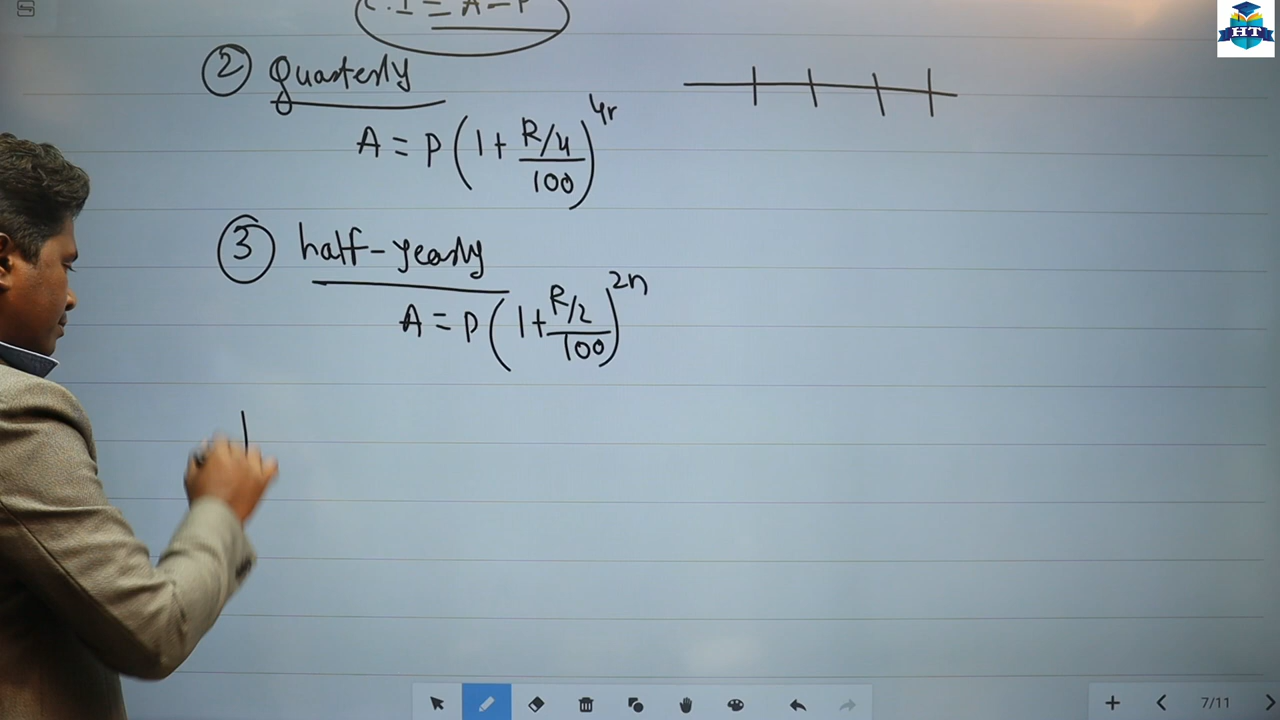 C.I = A - P
② Quarterly
A = P(1 + R/4 / 100)^4n
③ half-yearly
A = P(1 + R/2 / 100)^2n
HT
7/11